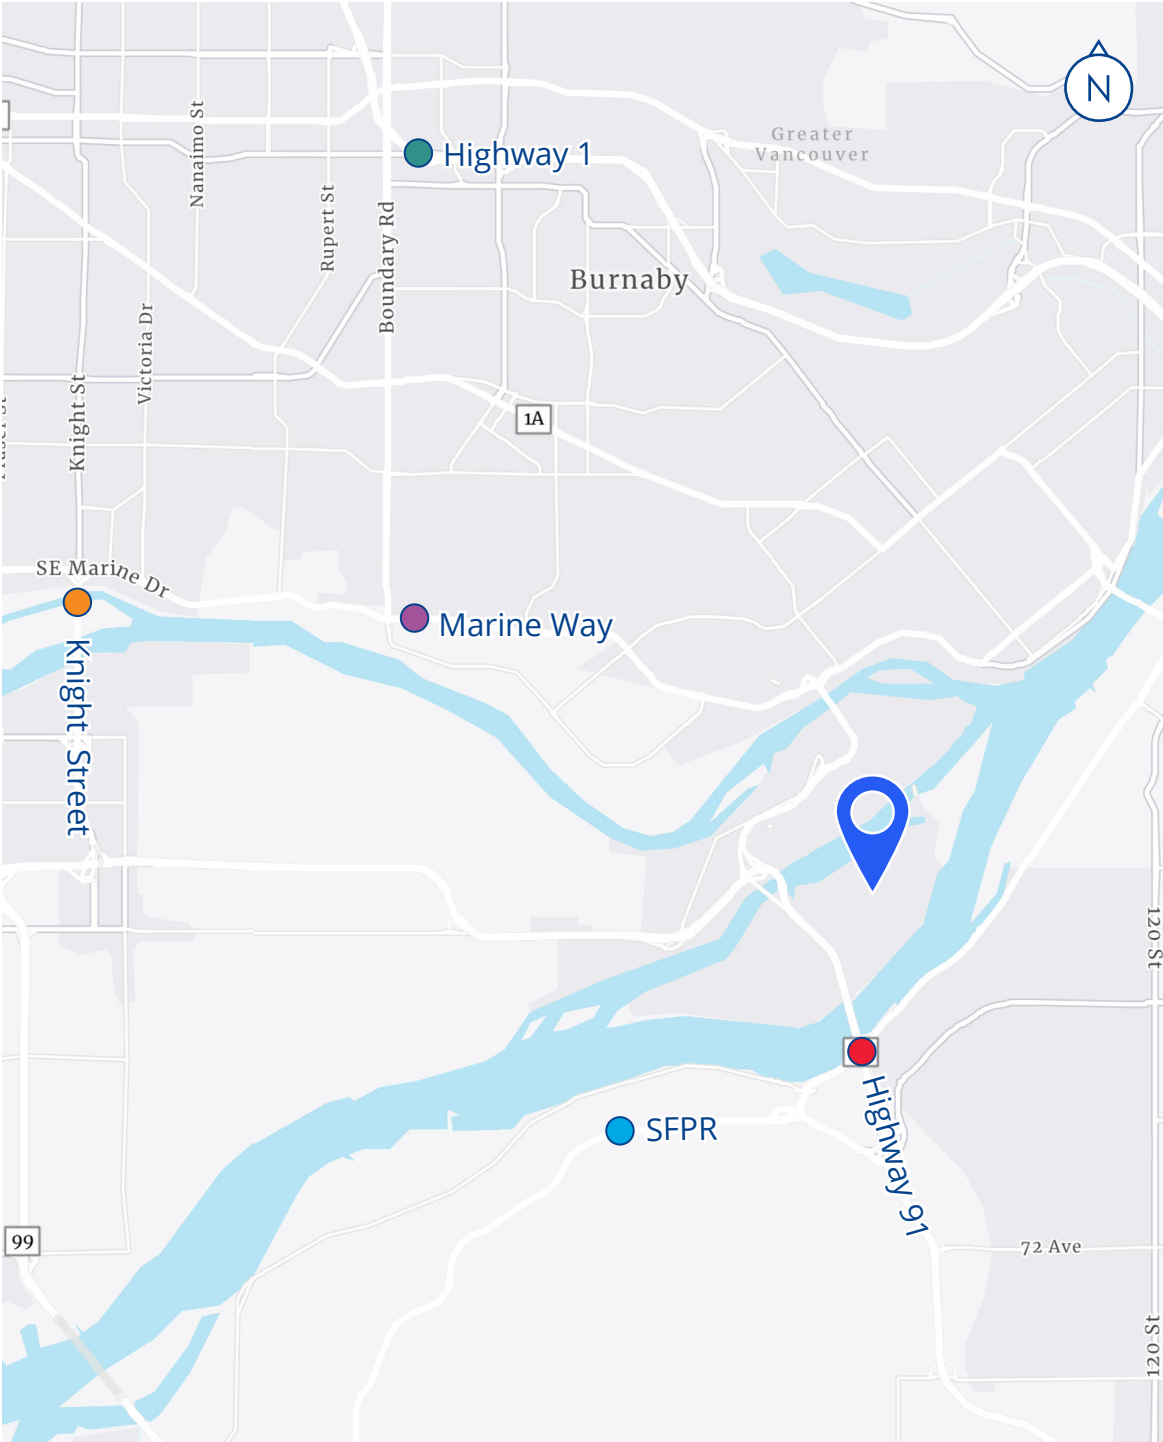 N
Greater
Vancouver
Highway 1
Nanaimo St
Rupert St
Boundary Rd
Burnaby
Victoria Dr
Knight St
1A
SE Marine Dr
Marine Way
Knight Street
120 St
Highway 91
SFPR
99
72 Ave
120 St